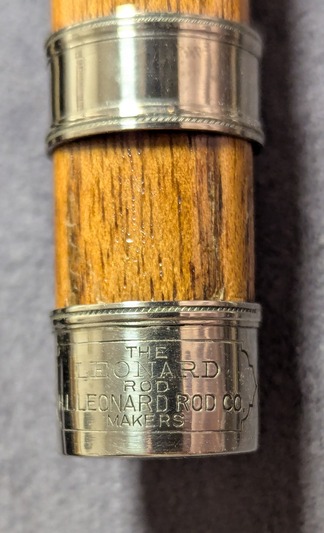 THE
LEONARD
ROD
LEONARD ROD CO.
MAKERS